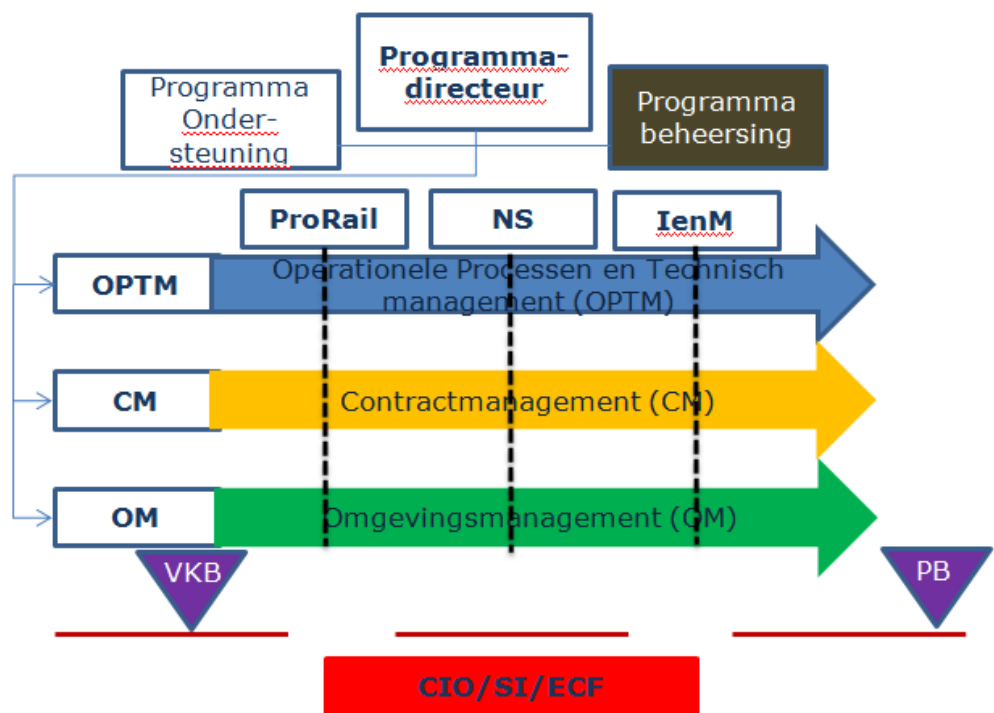 Programma-
directeur
Programma
Onder-
steuning
Programma
beheersing
ProRail
NS
IenM
OPTM
Operationele Processen en Technisch
management (OPTM)
CM
Contractmanagement (CM)
OM
Omgevingsmanagement (OM)
VKB
PB
CIO/SI/ECF